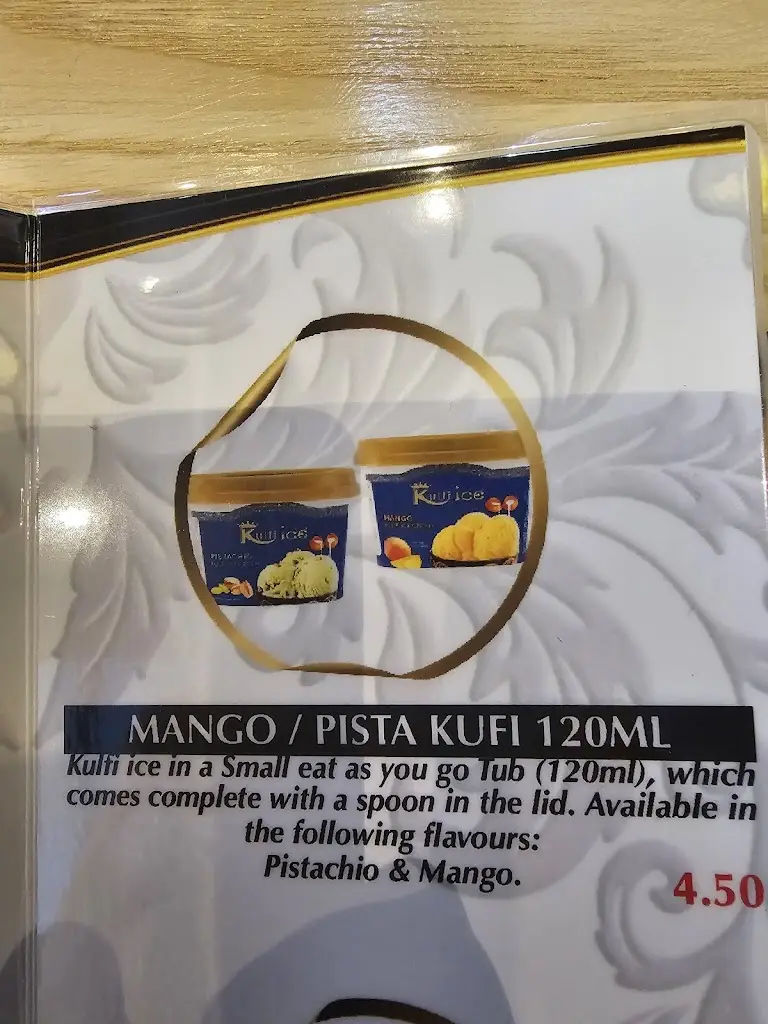 Kulfi ice
MANGO
Kulfi ice
PISTACHIO
MANGO / PISTA KUFI 120ML
Kulfi ice in a Small eat as you go Tub (120ml), which
comes complete with a spoon in the lid. Available in
the following flavours:
Pistachio & Mango.
4.50